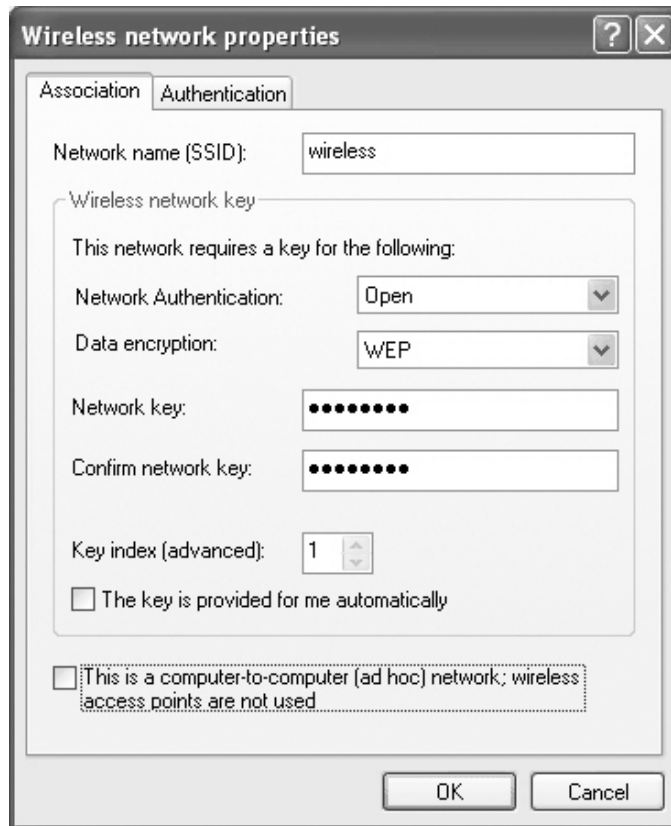 Wireless network properties
Association Authentication
Network name (SSID): wireless
Wireless network key
This network requires a key for the following:
Network Authentication: Open
Data encryption: WEP
Network key: ●●●●●●●●
Confirm network key: ●●●●●●●●
Key index (advanced): 1
The key is provided for me automatically
This is a computer-to-computer (ad hoc) network; wireless
access points are not used
OK Cancel